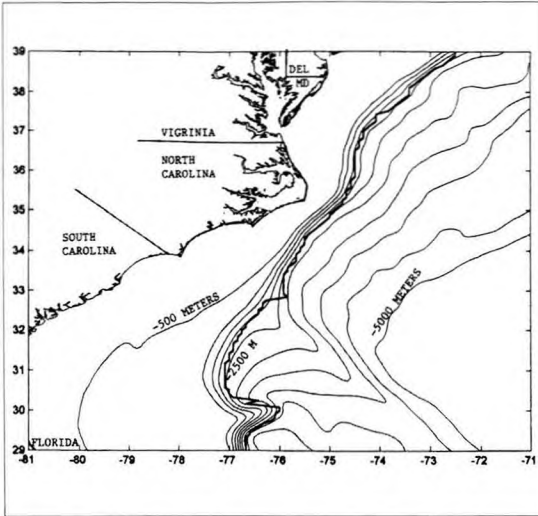 39
38
37
36
35
34
33
32
31
30
29
DEL
MD
VIGRINIA
NORTH
CAROLINA
SOUTH
CAROLINA
-500 METERS
-2500 M
-5000 METERS
FLORIDA
-81 -80 -79 -78 -77 -76 -75 -74 -73 -72 -71